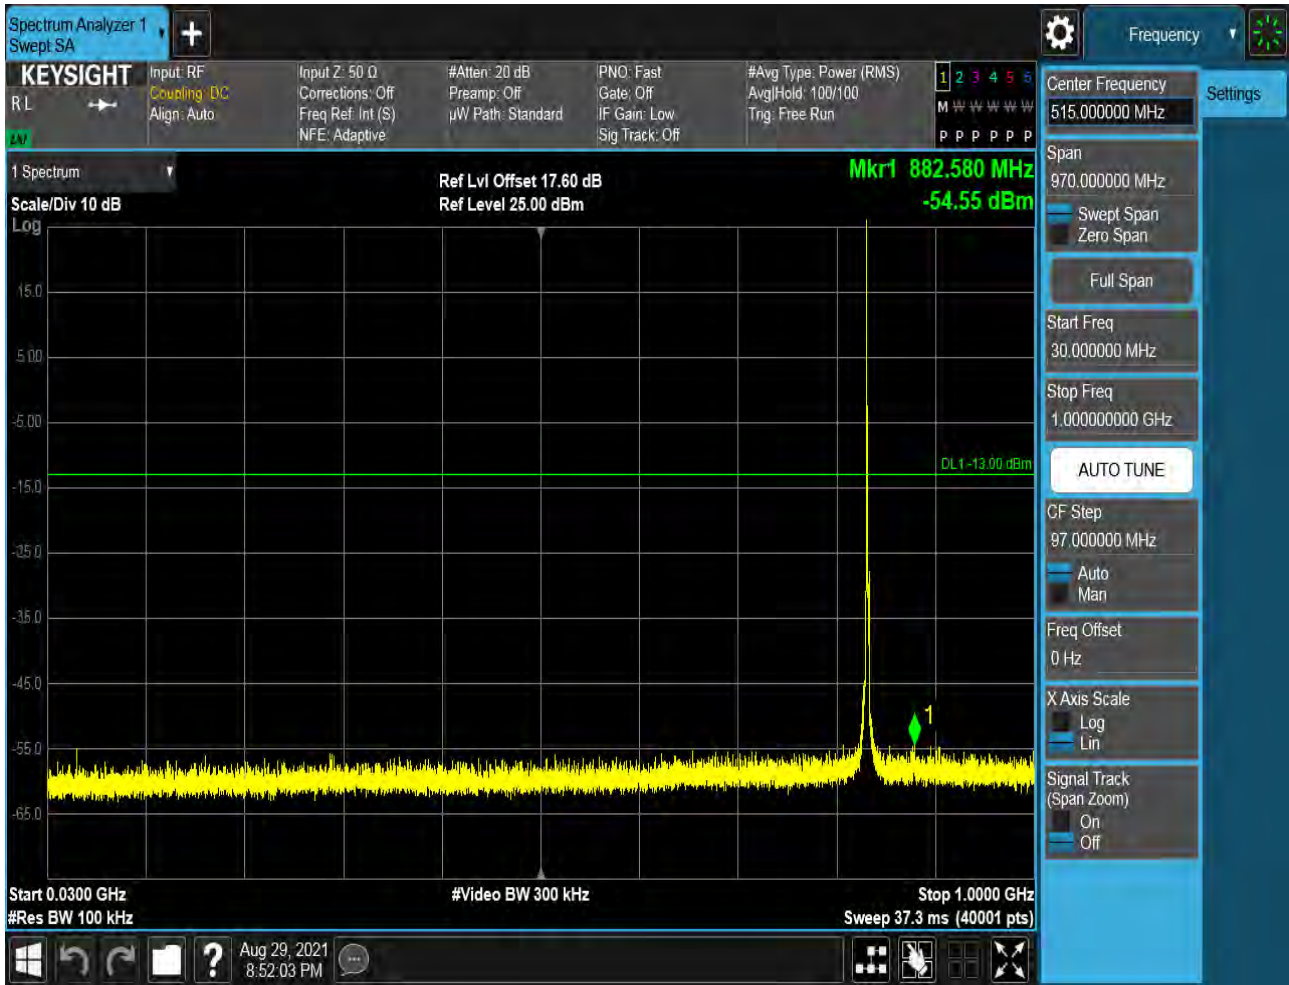 Spectrum Analyzer 1
Swept SA
Frequency
KEYSIGHT
R L
Input: RF
Coupling: DC
Align: Auto
Input Z: 50 Ω
Corrections: Off
Freq Ref: Int (S)
NFE: Adaptive
#Atten: 20 dB
Preamp: Off
µW Path: Standard
PNO: Fast
Gate: Off
IF Gain: Low
Sig Track: Off
#Avg Type: Power (RMS)
Avg|Hold: 100/100
Trig: Free Run
1 2 3 4 5 6
M W W W W W
P P P P P P
1 Spectrum
Scale/Div 10 dB
Log
Ref Lvl Offset 17.60 dB
Ref Level 25.00 dBm
Mkr1 882.580 MHz
-54.55 dBm
15.0
5.00
-5.00
-15.0
-25.0
-35.0
-45.0
-55.0
-65.0
DL1 -13.00 dBm
1
Start 0.0300 GHz
#Res BW 100 kHz
#Video BW 300 kHz
Stop 1.0000 GHz
Sweep 37.3 ms (40001 pts)
Center Frequency
515.000000 MHz
Settings
Span
970.000000 MHz
Swept Span
Zero Span
Full Span
Start Freq
30.000000 MHz
Stop Freq
1.000000000 GHz
AUTO TUNE
CF Step
97.000000 MHz
Auto
Man
Freq Offset
0 Hz
X Axis Scale
Log
Lin
Signal Track
(Span Zoom)
On
Off
?
Aug 29, 2021
8:52:03 PM